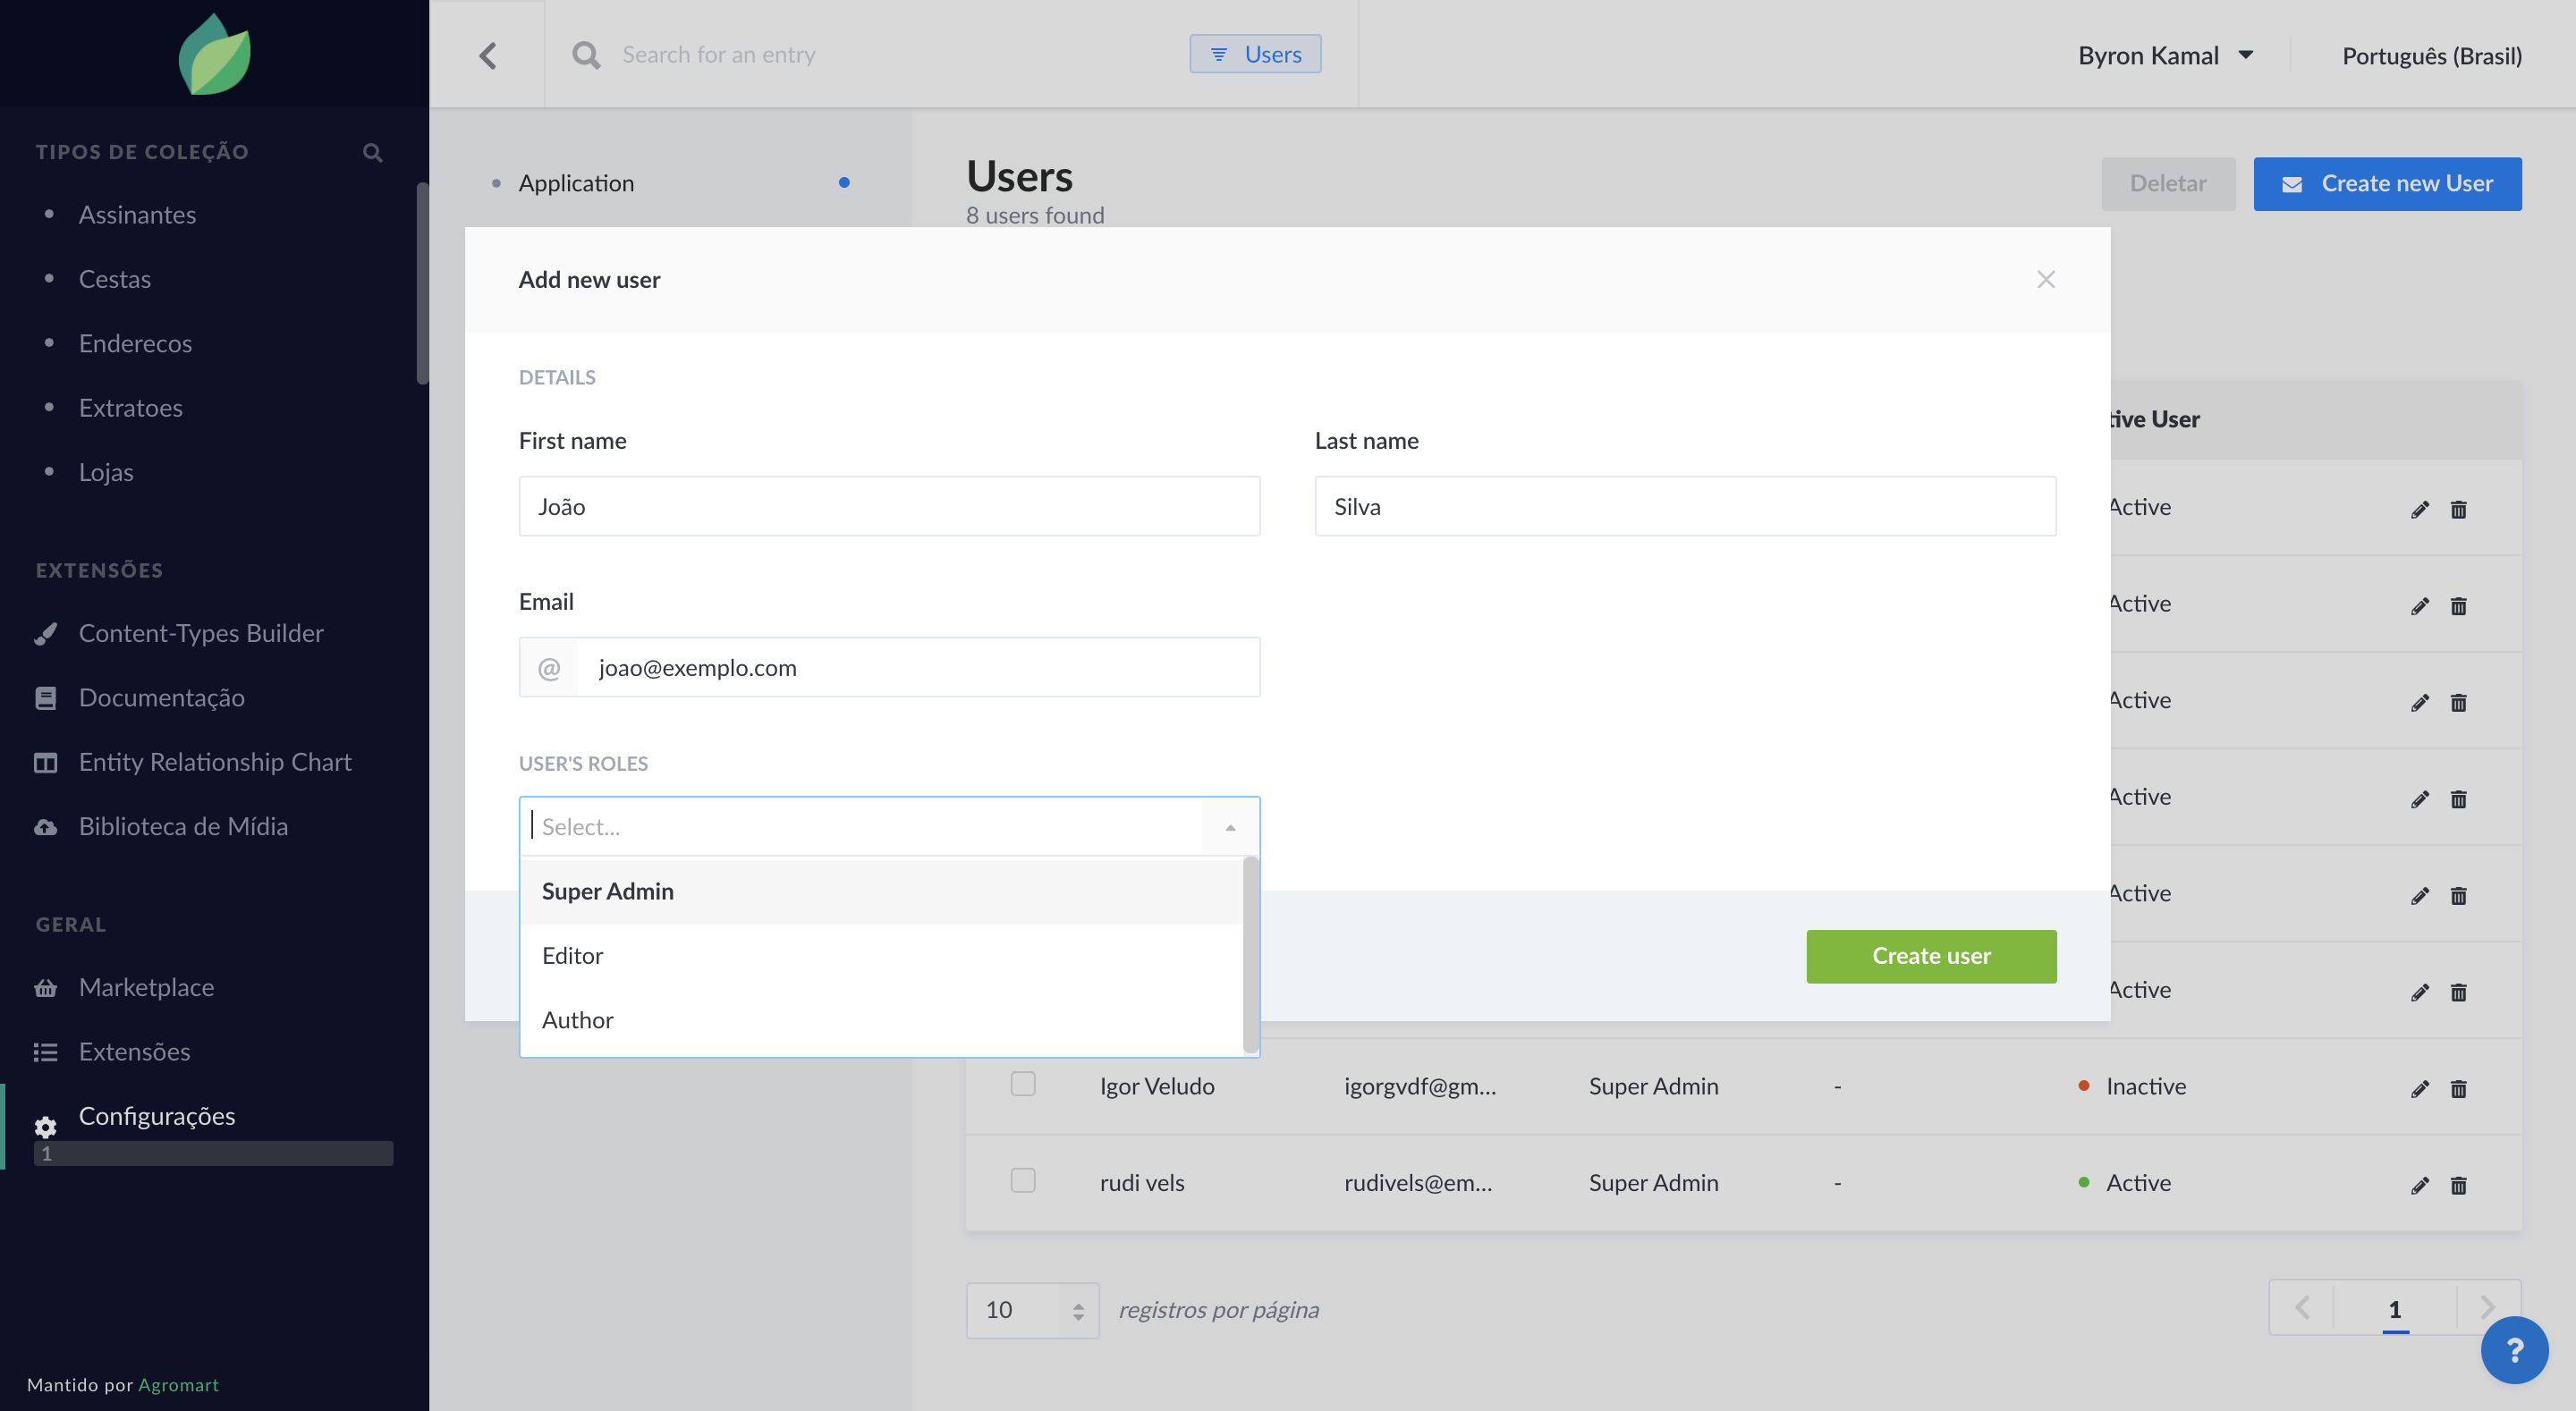 Search for an entry
Users
Byron Kamal
Português (Brasil)
TIPOS DE COLEÇÃO
Assinantes
Cestas
Enderecos
Extratoes
Lojas
EXTENSÕES
Content-Types Builder
Documentação
Entity Relationship Chart
Biblioteca de Mídia
GERAL
Marketplace
Extensões
Configurações
1
Mantido por Agromart
Application
Users
8 users found
Deletar
Create new User
Add new user
DETAILS
First name
Last name
João
Silva
Email
@ joao@exemplo.com
USER'S ROLES
Select...
Super Admin
Editor
Author
Create user
tive User
Active
Active
Active
Active
Active
Active
Igor Veludo igorgvdf@gm... Super Admin - Inactive
rudi vels rudivels@em... Super Admin - Active
10 registros por página
1
?